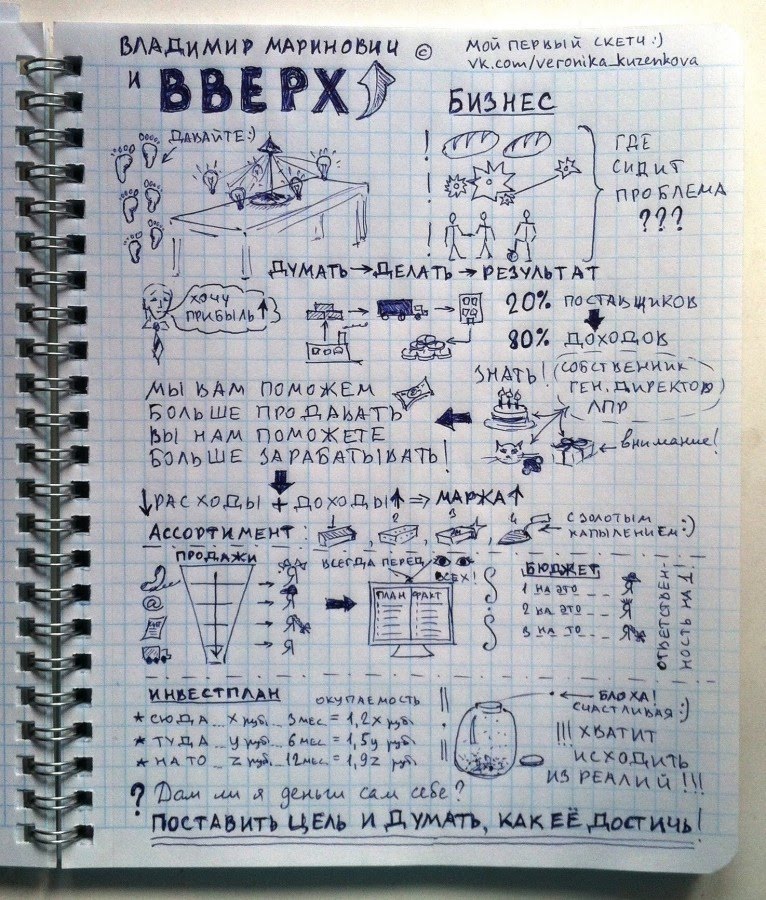 ВЛАДИМИР МАРИНОВИЧ ©
и ВВЕРХ
МОЙ ПЕРВЫЙ СКЕТЧ :)
vk.com/veronika_kuzenkova
БИЗНЕС
ДАВАЙТЕ :)
!
!
!
ГДЕ
СИДИТ
ПРОБЛЕМА
???
ДУМАТЬ → ДЕЛАТЬ → РЕЗУЛЬТАТ
ХОЧУ
ПРИБЫЛЬ ↑
20% ПОСТАВЩИКОВ
80% ДОХОДОВ
ЗНАТЬ!
СОБСТВЕННИК
ГЕН. ДИРЕКТОР
ЛПР
внимание!
МЫ ВАМ ПОМОЖЕМ
БОЛЬШЕ ПРОДАВАТЬ
ВЫ НАМ ПОМОЖЕТЕ
БОЛЬШЕ ЗАРАБАТЫВАТЬ!
↓РАСХОДЫ + ДОХОДЫ↑ ⇒ МАРЖА↑
АССОРТИМЕНТ: 1, 2, 3, 4
С ЗОЛОТЫМ
НАПЫЛЕНИЕМ :)
ПРОДАЖИ
@
Я
Я
Я
Я
ВСЕГДА ПЕРЕД
ВСЕХ!
ПЛАН ФАКТ
БЮДЖЕТ
1 НА ЭТО Я
2 НА ЭТО Я
3 НА ТО Я
ОТВЕТСТВЕН-
НОСТЬ НА 1.
ИНВЕСТПЛАН
ОКУПАЕМОСТЬ
* СЮДА x руб. 3 мес = 1,2x руб
* ТУДА y руб. 6 мес = 1,5y руб
* НА ТО z руб. 12 мес = 1,9z руб
БЛОХА!
СЧАСТЛИВАЯ :)
!!! ХВАТИТ
ИСХОДИТЬ
ИЗ РЕАЛИЙ !!!
? Дам ли я деньги сам себе?
ПОСТАВИТЬ ЦЕЛЬ И ДУМАТЬ, КАК ЕЁ ДОСТИЧЬ!